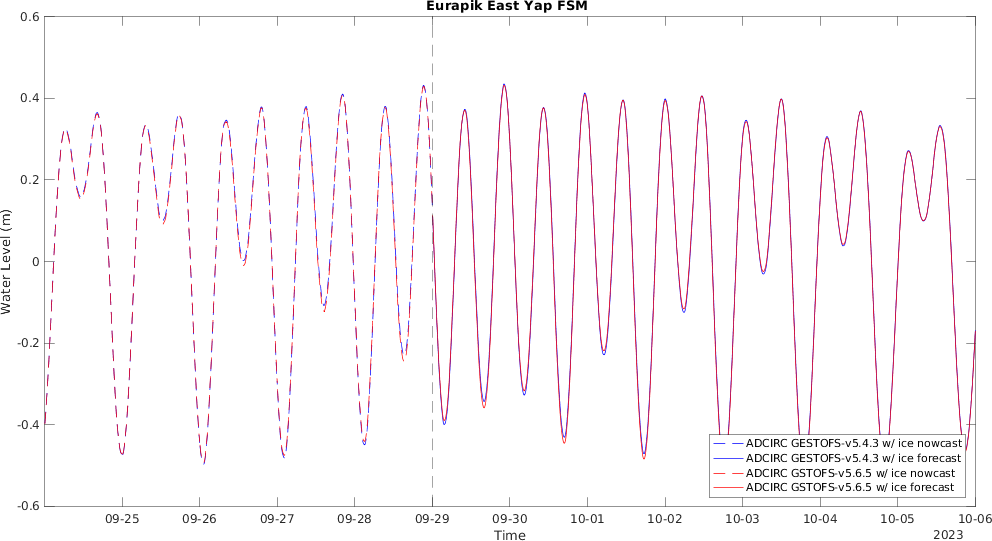 Eurapik East Yap FSM
0.6
0.4
0.2
0
-0.2
-0.4
-0.6
Water Level (m)
ADCIRC GESTOFS-v5.4.3 w/ ice nowcast
ADCIRC GESTOFS-v5.4.3 w/ ice forecast
ADCIRC GSTOFS-v5.6.5 w/ ice nowcast
ADCIRC GSTOFS-v5.6.5 w/ ice forecast
09-25 09-26 09-27 09-28 09-29 09-30 10-01 10-02 10-03 10-04 10-05 10-06
Time 2023